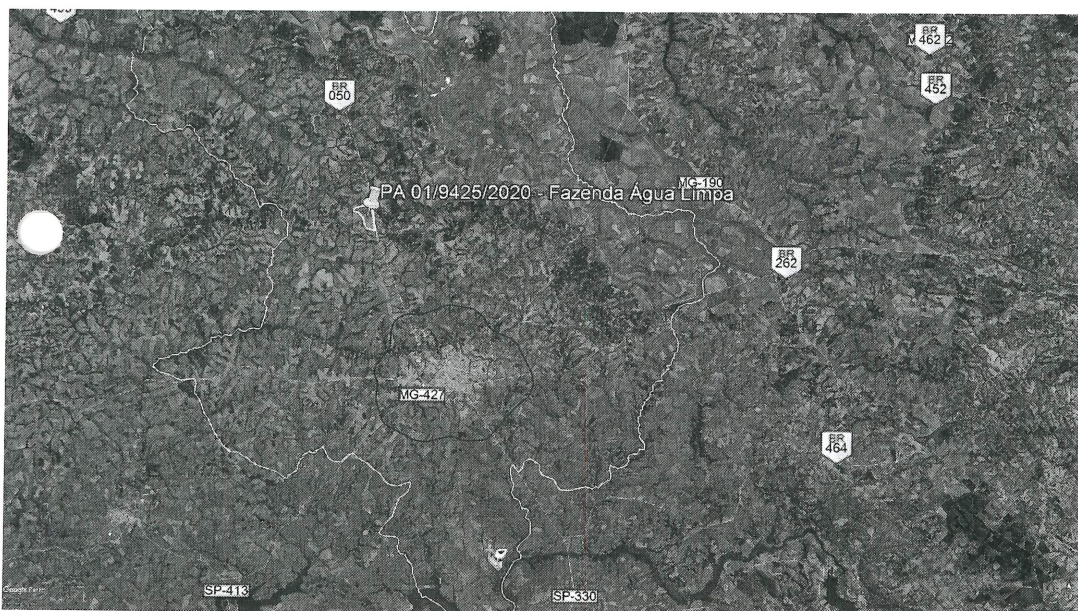 BR
050
BR
462
BR
452
PA 01/9425/2020 - Fazenda Água Limpa
MG-190
BR
262
MG-427
BR
464
SP-413
SP-330